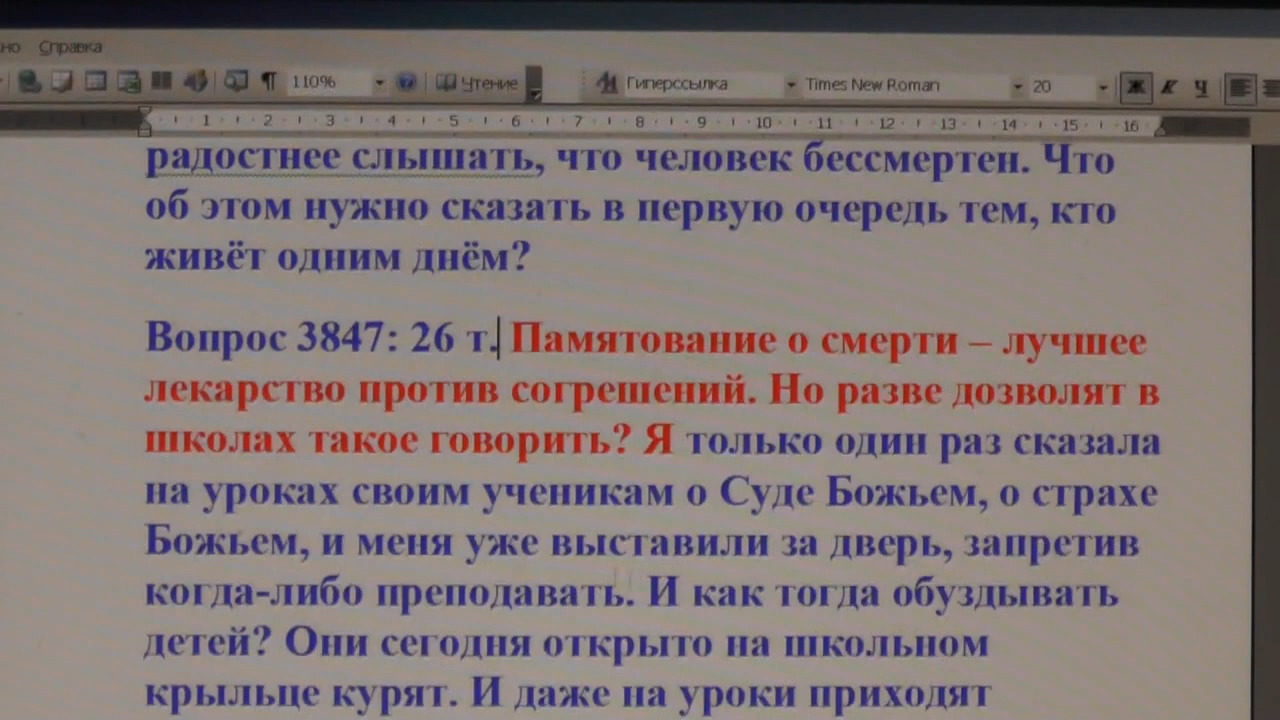 но Справка
110% Чтение Гиперссылка Times New Roman 20 Ж К Ч
1 2 3 4 5 6 7 8 9 10 11 12 13 14 15 16
радостнее слышать, что человек бессмертен. Что
об этом нужно сказать в первую очередь тем, кто
живёт одним днём?
Вопрос 3847: 26 т. Памятование о смерти – лучшее
лекарство против согрешений. Но разве дозволят в
школах такое говорить? Я только один раз сказала
на уроках своим ученикам о Суде Божьем, о страхе
Божьем, и меня уже выставили за дверь, запретив
когда-либо преподавать. И как тогда обуздывать
детей? Они сегодня открыто на школьном
крыльце курят. И даже на уроки приходят